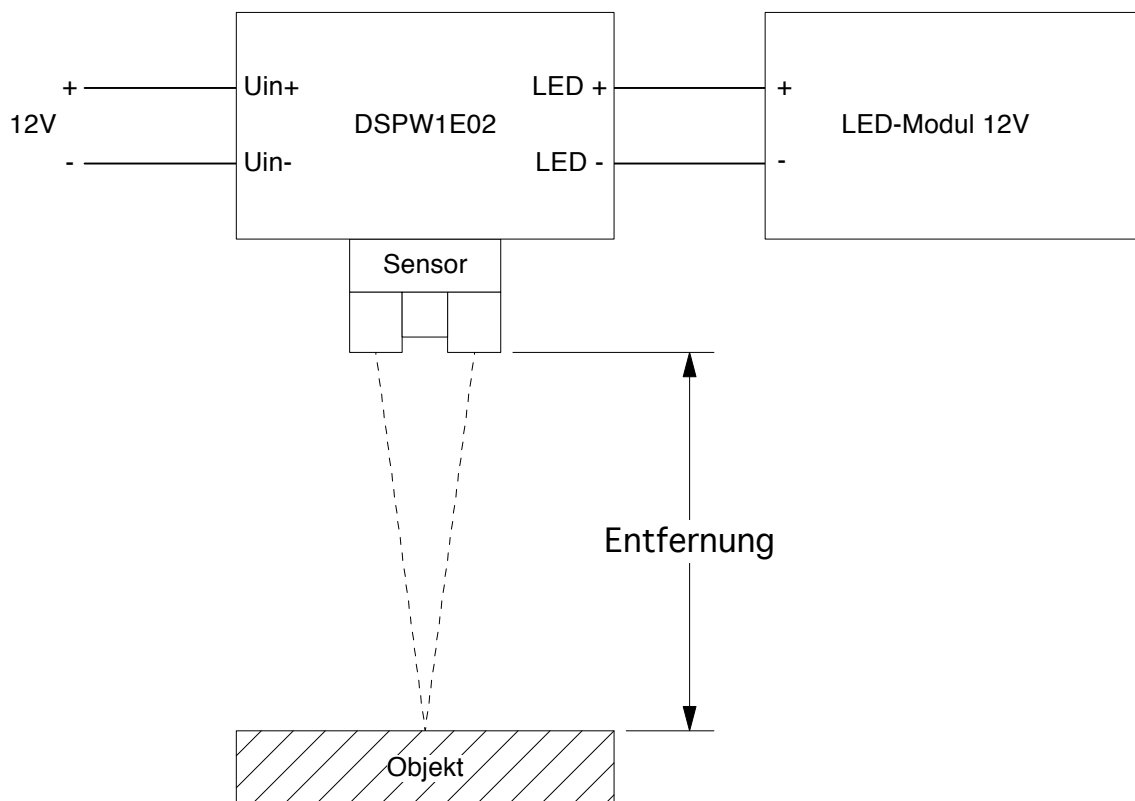 + Uin+ LED + +
12V DSPW1E02 LED-Modul 12V
- Uin- LED - -
Sensor
Entfernung
Objekt